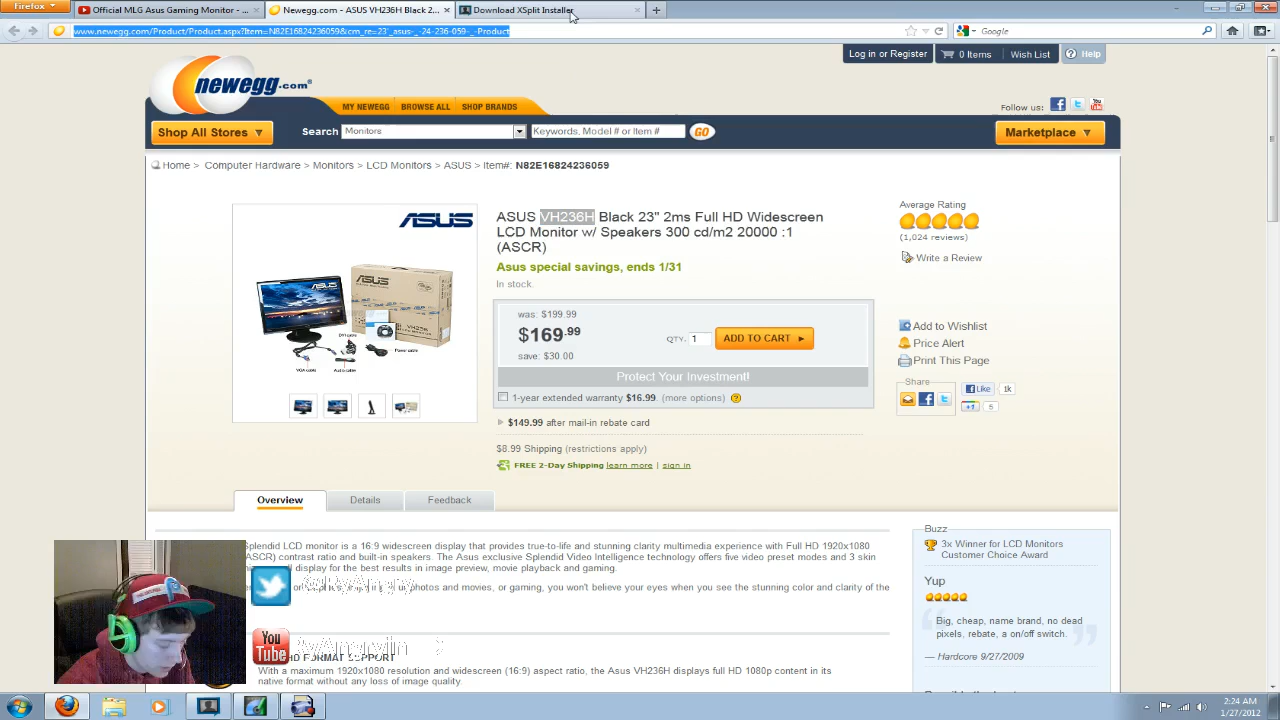 Firefox
Official MLG Asus Gaming Monitor - ...
Newegg.com - ASUS VH236H Black 2...
Download XSplit Installer
www.newegg.com/Product/Product.aspx?Item=N82E16824236059&cm_re=23'_asus-_-24-236-059-_-Product
Google
Log in or Register
0 Items
Wish List
Help
newegg.com
MY NEWEGG
BROWSE ALL
SHOP BRANDS
Follow us:
Shop All Stores
Search
Monitors
Keywords, Model # or Item #
GO
Marketplace
Home > Computer Hardware > Monitors > LCD Monitors > ASUS > Item#: N82E16824236059
ASUS
ASUS VH236H Black 23" 2ms Full HD Widescreen
LCD Monitor w/ Speakers 300 cd/m2 20000 :1
(ASCR)
Asus special savings, ends 1/31
In stock
was: $199.99
$169.99
save: $30.00
QTY. 1
ADD TO CART
Protect Your Investment!
1-year extended warranty $16.99 (more options)
$149.99 after mail-in rebate card
$8.99 Shipping (restrictions apply)
FREE 2-Day Shipping learn more | sign in
Average Rating
(1,024 reviews)
Write a Review
Add to Wishlist
Price Alert
Print This Page
Share
Like
1k
+1
5
Overview
Details
Feedback
Splendid LCD monitor is a 16:9 widescreen display that provides true-to-life and stunning clarity multimedia experience with Full HD 1920x1080
(ASCR) contrast ratio and built-in speakers. The Asus exclusive Splendid Video Intelligence technology offers five video preset modes and 3 skin
display for the best results in image preview, movie playback and gaming.
photos and movies, or gaming, you won't believe your eyes when you see the stunning color and clarity of the
You
Tube
FORMAT SUPPORT
With a maximum 1920x1080 resolution and widescreen (16:9) aspect ratio, the Asus VH236H displays full HD 1080p content in its
native format without any loss of image quality
Buzz
3x Winner for LCD Monitors
Customer Choice Award
Yup
Big, cheap, name brand, no dead
pixels, rebate, a on/off switch.
— Hardcore 9/27/2009
2:24 AM
1/27/2012